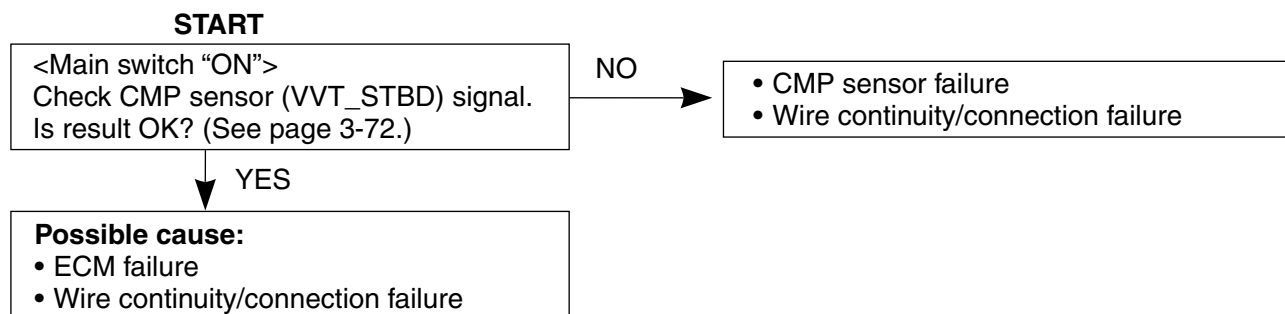 START
<Main switch “ON”>
Check CMP sensor (VVT_STBD) signal.
Is result OK? (See page 3-72.)
NO
• CMP sensor failure
• Wire continuity/connection failure
YES
Possible cause:
• ECM failure
• Wire continuity/connection failure